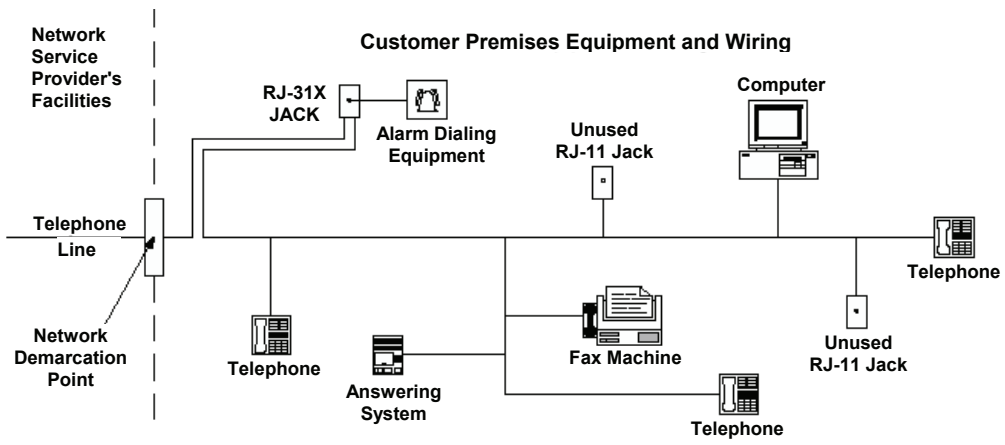 Network
Service
Provider's
Facilities
Customer Premises Equipment and Wiring
RJ-31X
JACK
Alarm Dialing
Equipment
Unused
RJ-11 Jack
Computer
Telephone
Line
Telephone
Network
Demarcation
Point
Telephone
Answering
System
Fax Machine
Unused
RJ-11 Jack
Telephone